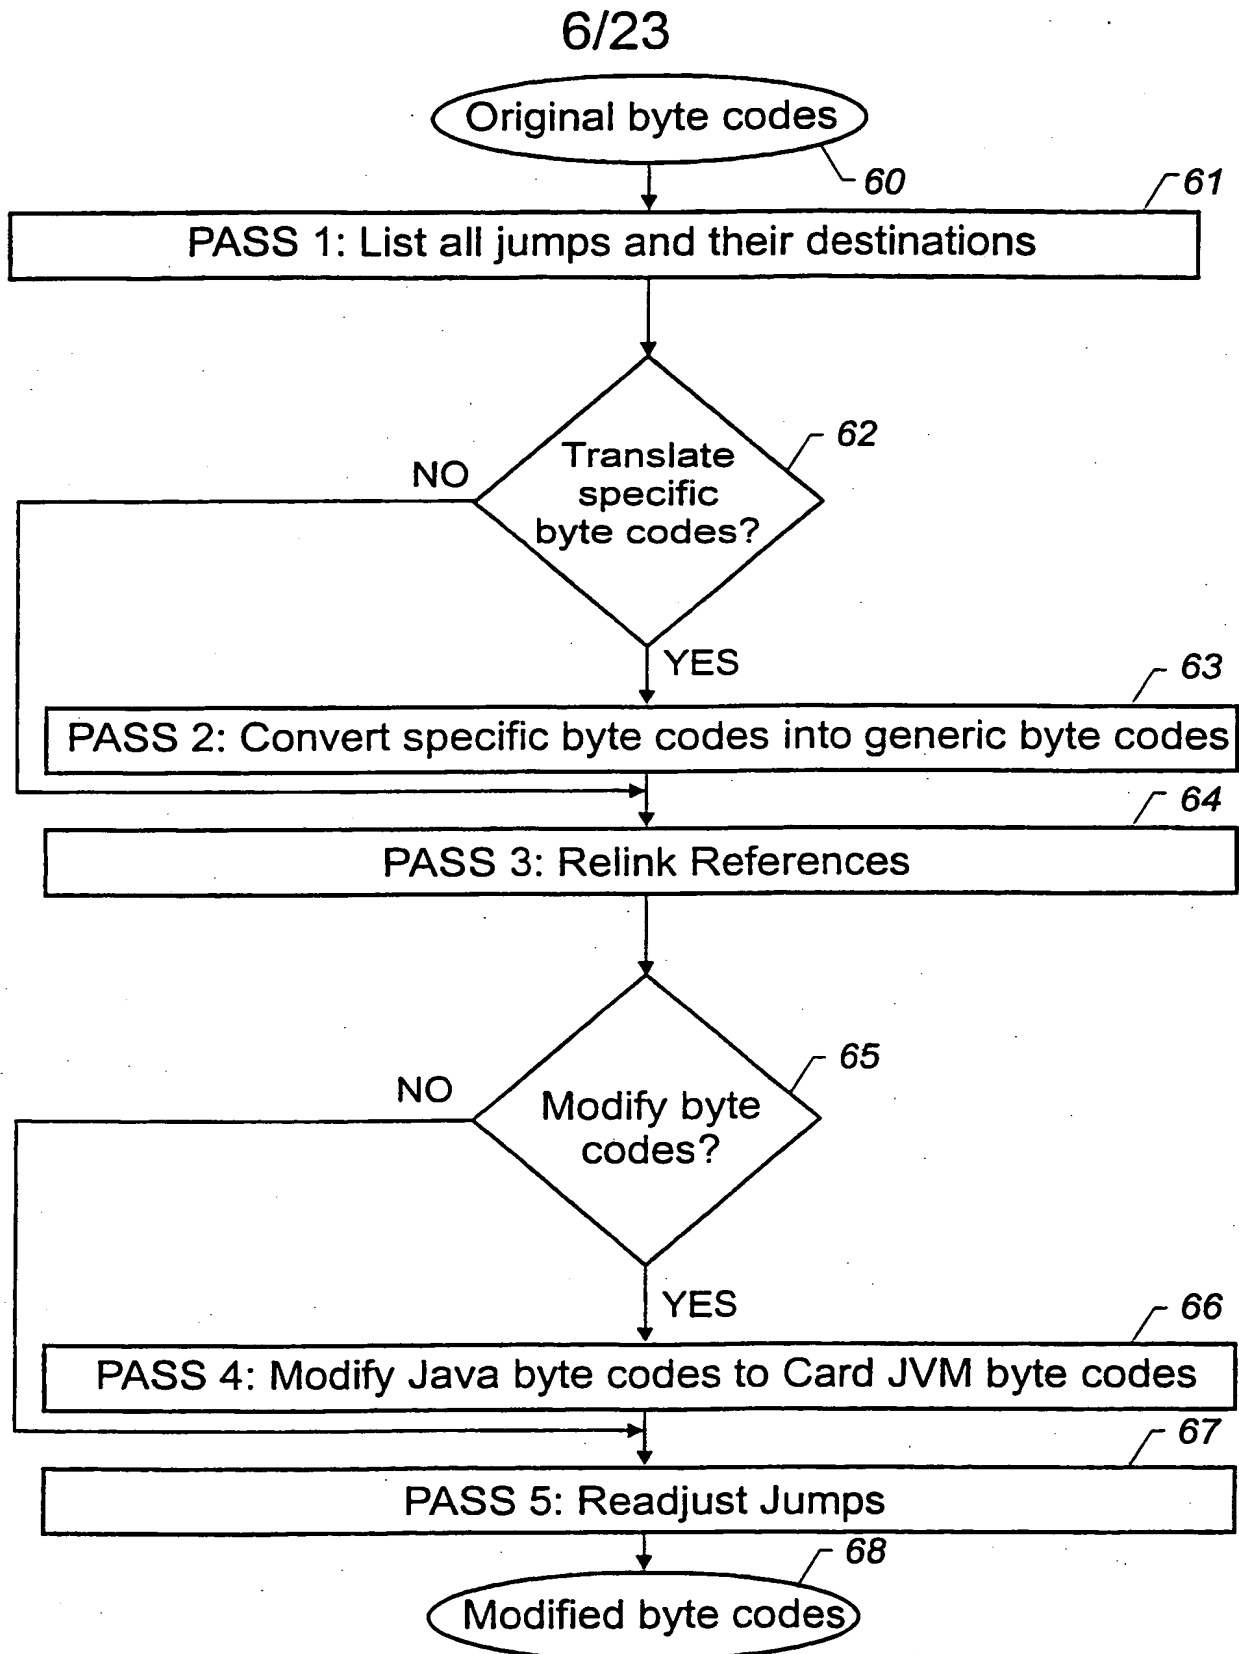 6/23
Original byte codes
60
61
PASS 1: List all jumps and their destinations
62
Translate
specific
byte codes?
NO
YES
63
PASS 2: Convert specific byte codes into generic byte codes
64
PASS 3: Relink References
65
NO
Modify byte
codes?
YES
66
PASS 4: Modify Java byte codes to Card JVM byte codes
67
PASS 5: Readjust Jumps
68
Modified byte codes